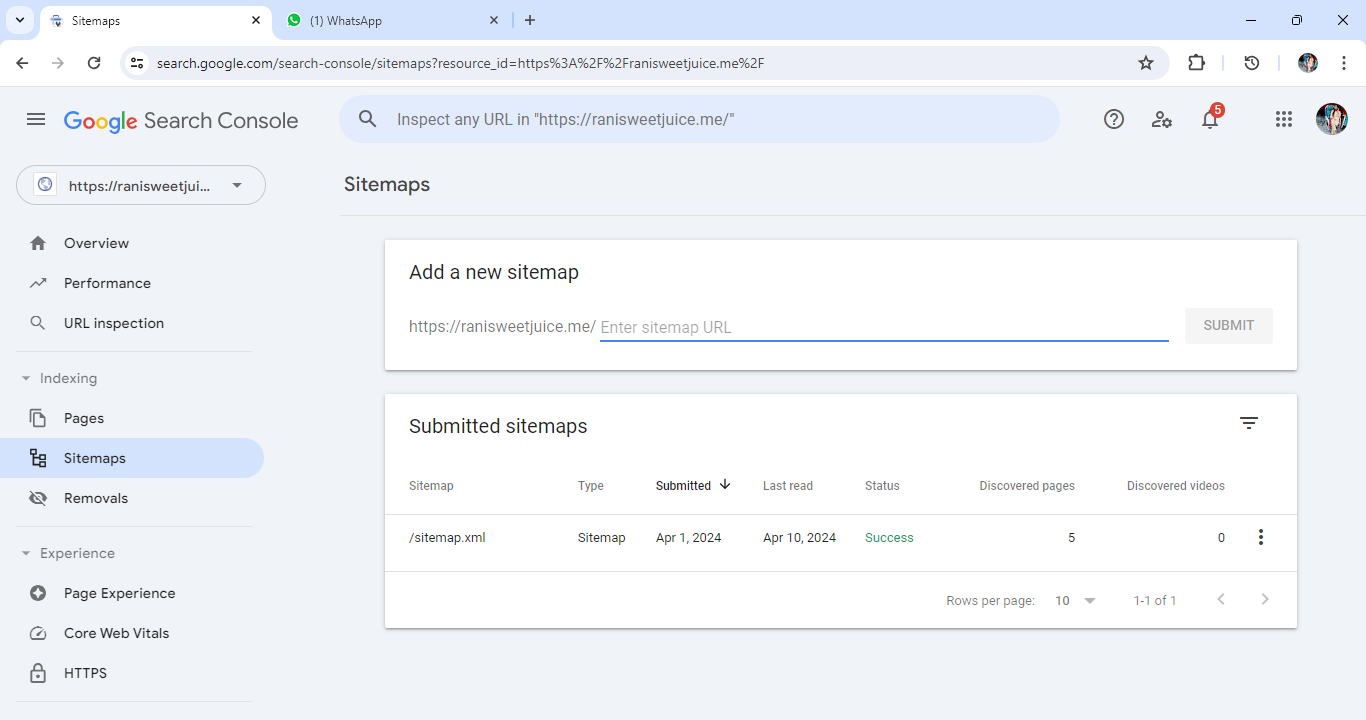 Sitemaps
(1) WhatsApp
search.google.com/search-console/sitemaps?resource_id=https%3A%2F%2Franisweetjuice.me%2F
Google Search Console
Inspect any URL in "https://ranisweetjuice.me/"
5
https://ranisweetjui...
Sitemaps
Overview
Performance
URL inspection
Indexing
Pages
Sitemaps
Removals
Experience
Page Experience
Core Web Vitals
HTTPS
Add a new sitemap
https://ranisweetjuice.me/ Enter sitemap URL
SUBMIT
Submitted sitemaps
Sitemap Type Submitted Last read Status Discovered pages Discovered videos
/sitemap.xml Sitemap Apr 1, 2024 Apr 10, 2024 Success 5 0
Rows per page: 10 1-1 of 1